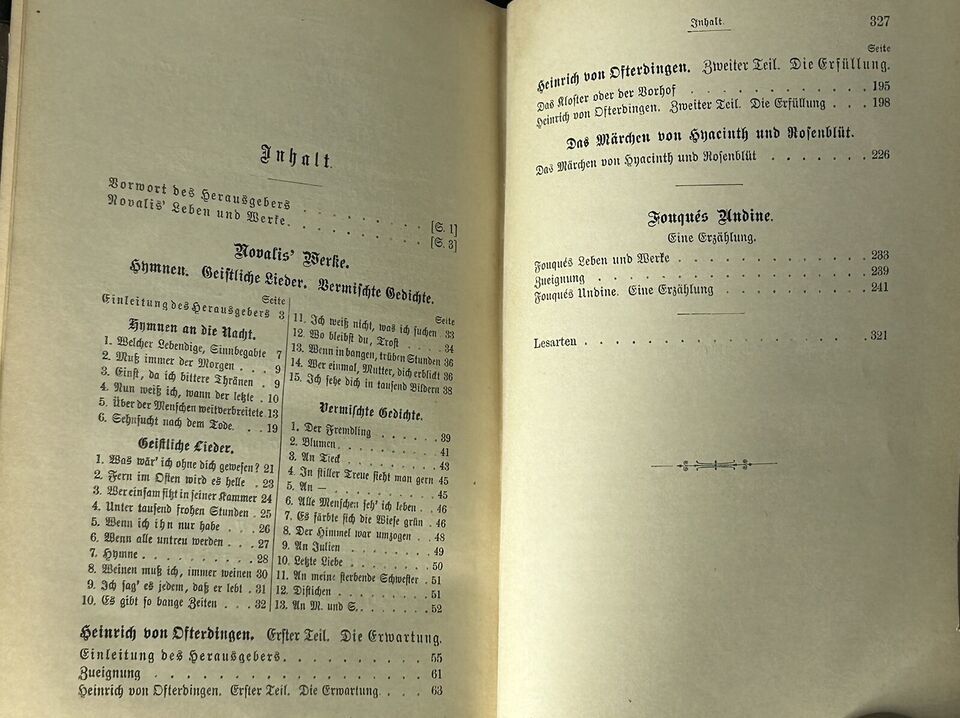 Inhalt.
Vorwort des Herausgebers . . . . . . . . [S. 1]
Novalis' Leben und Werke. . . . . . . . [S. 3]
Novalis' Werke.
Hymnen. Geistliche Lieder. Vermischte Gedichte.
Seite
Einleitung des Herausgebers 3
Hymnen an die Nacht.
1. Welcher Lebendige, Sinnbegabte 7
2. Muß immer der Morgen . . . 9
3. Einst, da ich bittere Thränen . 9
4. Nun weiß ich, wann der letzte . 10
5. Über der Menschen weitverbreitete 13
6. Sehnsucht nach dem Tode. . . 19
Geistliche Lieder.
1. Was wär' ich ohne dich gewesen? 21
2. Fern im Osten wird es helle . 23
3. Wer einsam sitzt in seiner Kammer 24
4. Unter tausend frohen Stunden . 25
5. Wenn ich ihn nur habe . . . 26
6. Wenn alle untreu werden . . . 27
7. Hymne . . . . . . . . . 28
8. Weinen muß ich, immer weinen 30
9. Ich sag' es jedem, daß er lebt . 31
10. Es gibt so bange Zeiten . . . 32
Seite
11. Ich weiß nicht, was ich suchen 33
12. Wo bleibst du, Trost . . . . 34
13. Wenn in bangen, trüben Stunden 36
14. Wer einmal, Mutter, dich erblickt 36
15. Ich sehe dich in tausend Bildern 38
Vermischte Gedichte.
1. Der Fremdling . . . . . . 39
2. Blumen. . . . . . . . . 41
3. An Tieck . . . . . . . . 43
4. In stiller Treue sieht man gern 45
5. An — . . . . . . . . . 45
6. Alle Menschen seh' ich leben . . 46
7. Es färbte sich die Wiese grün . 46
8. Der Himmel war umzogen . . 48
9. An Julien . . . . . . . 49
10. Letzte Liebe . . . . . . . 50
11. An meine sterbende Schwester . 51
12. Distichen . . . . . . . . 51
13. An M. und S. . . . . . . 52
Heinrich von Ofterdingen. Erster Teil. Die Erwartung.
Einleitung des Herausgebers. . . . . . . . . 55
Zueignung . . . . . . . . . . . . . 61
Heinrich von Ofterdingen. Erster Teil. Die Erwartung. . . . 63
Inhalt. 327
Seite
Heinrich von Ofterdingen. Zweiter Teil. Die Erfüllung.
Das Kloster oder der Vorhof . . . . . . . . . 195
Heinrich von Ofterdingen. Zweiter Teil. Die Erfüllung . . . 198
Das Märchen von Hyacinth und Rosenblüt.
Das Märchen von Hyacinth und Rosenblüt . . . . . . . 226
Fouqués Undine.
Eine Erzählung.
Fouqués Leben und Werke . . . . . . . . . . 233
Zueignung . . . . . . . . . . . . . 239
Fouqués Undine. Eine Erzählung . . . . . . . . 241
Lesarten . . . . . . . . . . . . . 321